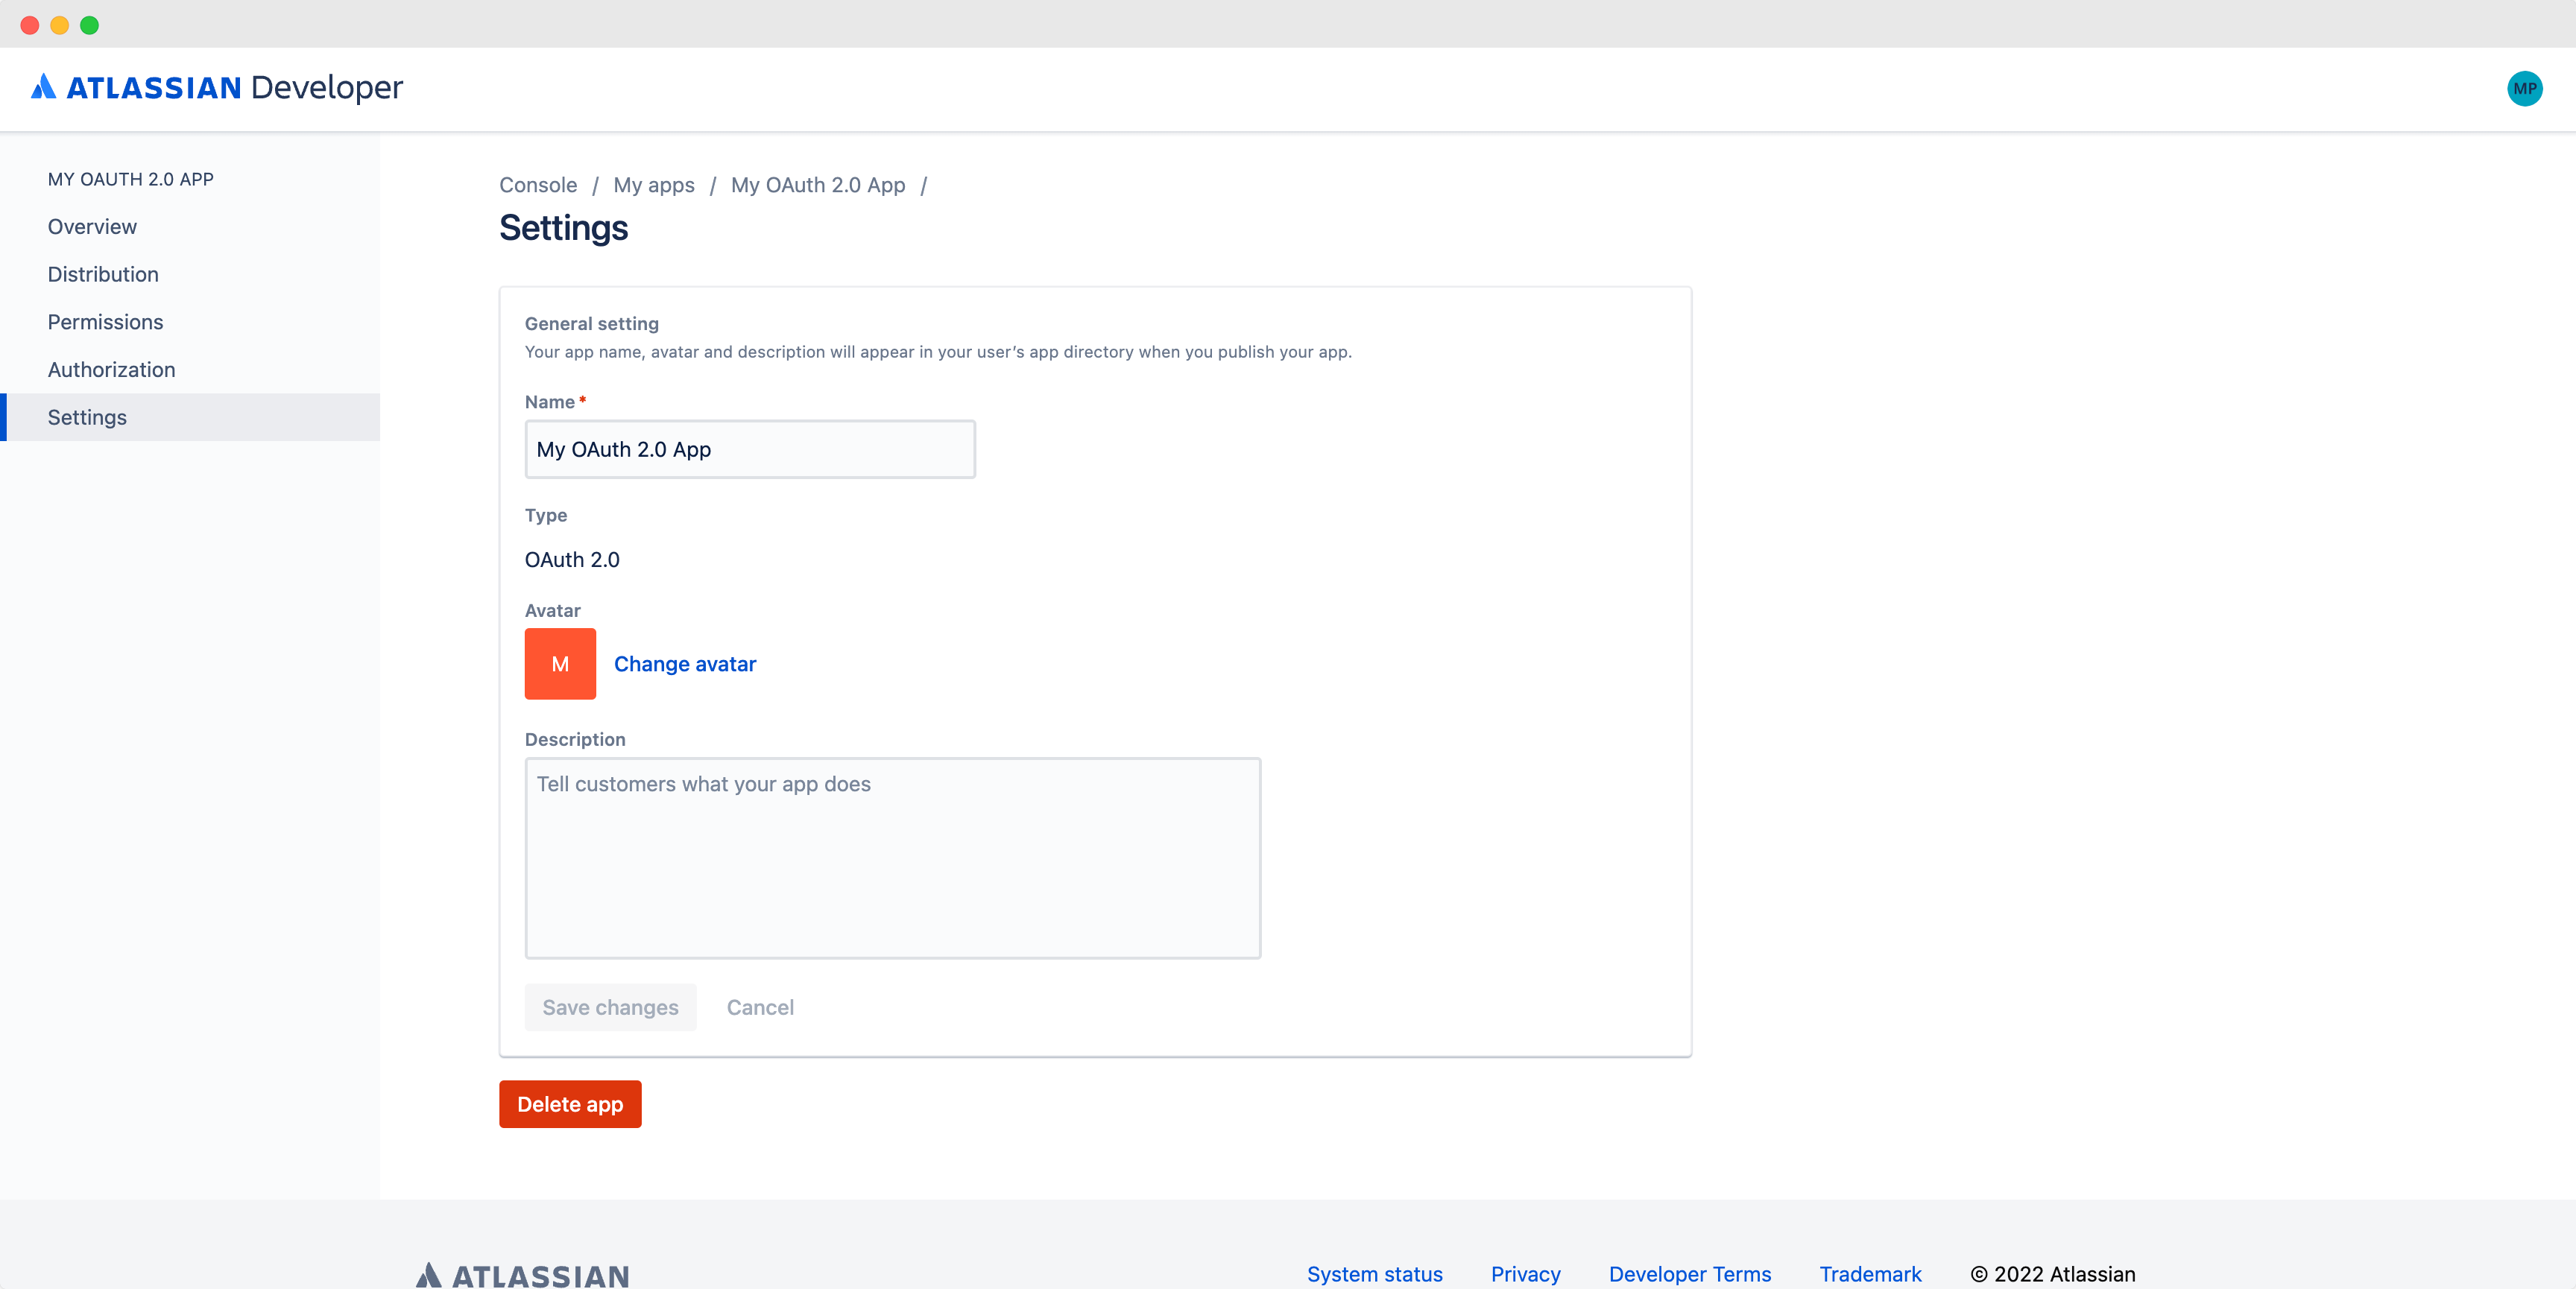 ATLASSIAN Developer
MP
MY OAUTH 2.0 APP
Overview
Distribution
Permissions
Authorization
Settings
Console / My apps / My OAuth 2.0 App /
Settings
General setting
Your app name, avatar and description will appear in your user’s app directory when you publish your app.
Name *
My OAuth 2.0 App
Type
OAuth 2.0
Avatar
M Change avatar
Description
Tell customers what your app does
Save changes Cancel
Delete app
ATLASSIAN System status Privacy Developer Terms Trademark © 2022 Atlassian